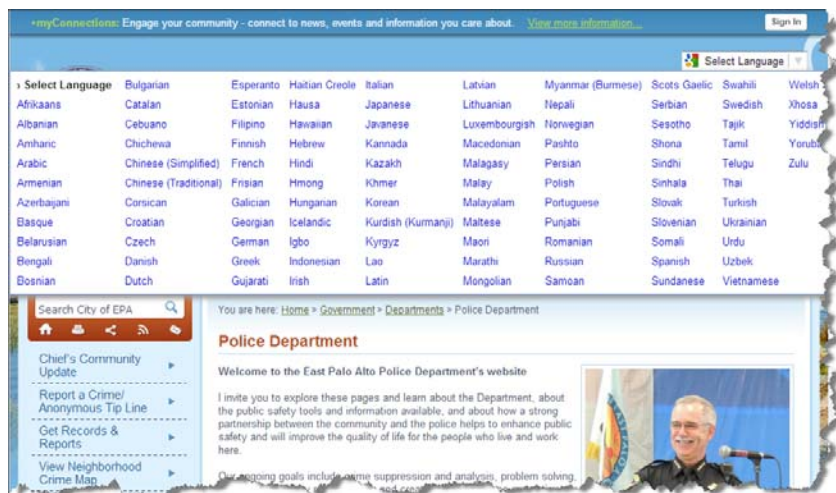 •myConnections: Engage your community - connect to news, events and information you care about. View more information... Sign In
Select Language
› Select Language Bulgarian Esperanto Haitian Creole Italian Latvian Myanmar (Burmese) Scots Gaelic Swahili Welsh
Afrikaans Catalan Estonian Hausa Japanese Lithuanian Nepali Serbian Swedish Xhosa
Albanian Cebuano Filipino Hawaiian Javanese Luxembourgish Norwegian Sesotho Tajik Yiddish
Amharic Chichewa Finnish Hebrew Kannada Macedonian Pashto Shona Tamil Yoruba
Arabic Chinese (Simplified) French Hindi Kazakh Malagasy Persian Sindhi Telugu Zulu
Armenian Chinese (Traditional) Frisian Hmong Khmer Malay Polish Sinhala Thai
Azerbaijani Corsican Galician Hungarian Korean Malayalam Portuguese Slovak Turkish
Basque Croatian Georgian Icelandic Kurdish (Kurmanji) Maltese Punjabi Slovenian Ukrainian
Belarusian Czech German Igbo Kyrgyz Maori Romanian Somali Urdu
Bengali Danish Greek Indonesian Lao Marathi Russian Spanish Uzbek
Bosnian Dutch Gujarati Irish Latin Mongolian Samoan Sundanese Vietnamese
Search City of EPA
You are here: Home » Government » Departments » Police Department
Police Department
Chief's Community
Update
Report a Crime/
Anonymous Tip Line
Get Records &
Reports
View Neighborhood
Crime Map
Welcome to the East Palo Alto Police Department's website
I invite you to explore these pages and learn about the Department, about
the public safety tools and information available, and about how a strong
partnership between the community and the police helps to enhance public
safety and will improve the quality of life for the people who live and work
here.
Our ongoing goals include crime suppression and analysis, problem solving,
EAST PALO